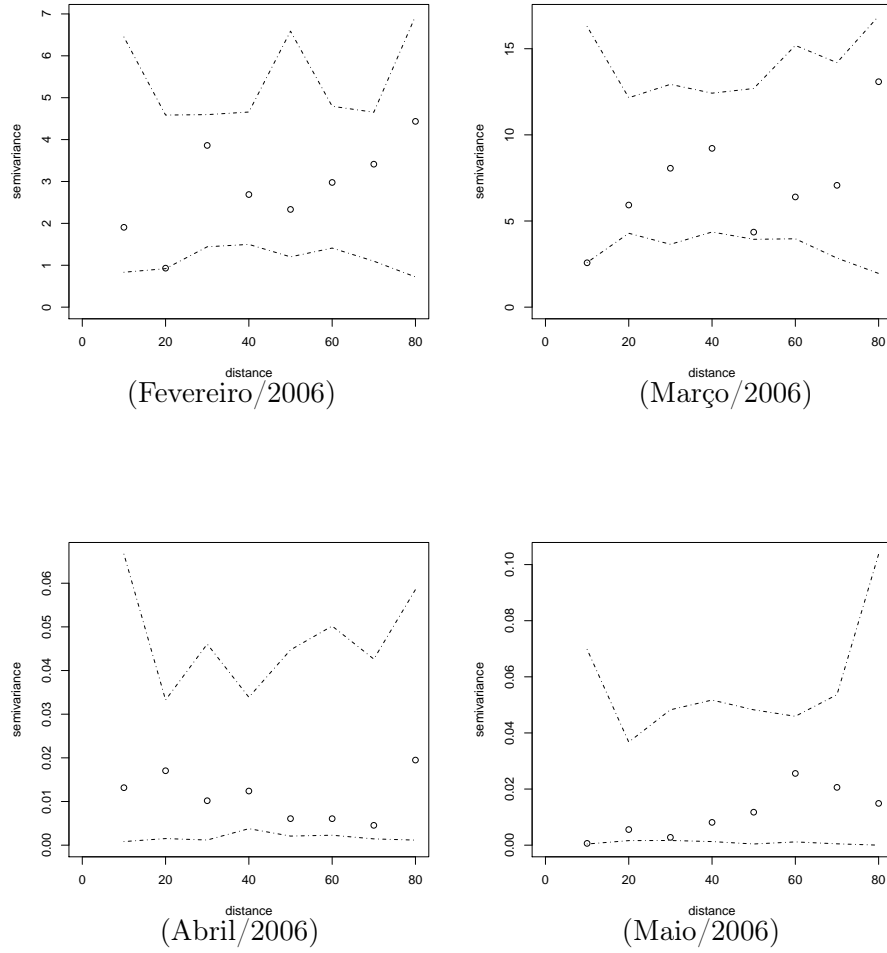 7
6
5
4
3
2
1
0
semivariance
0 20 40 60 80
distance
(Fevereiro/2006)
15
10
5
0
semivariance
0 20 40 60 80
distance
(Março/2006)
0.06
0.05
0.04
0.03
0.02
0.01
0.00
semivariance
0 20 40 60 80
distance
(Abril/2006)
0.10
0.08
0.06
0.04
0.02
0.00
semivariance
0 20 40 60 80
distance
(Maio/2006)